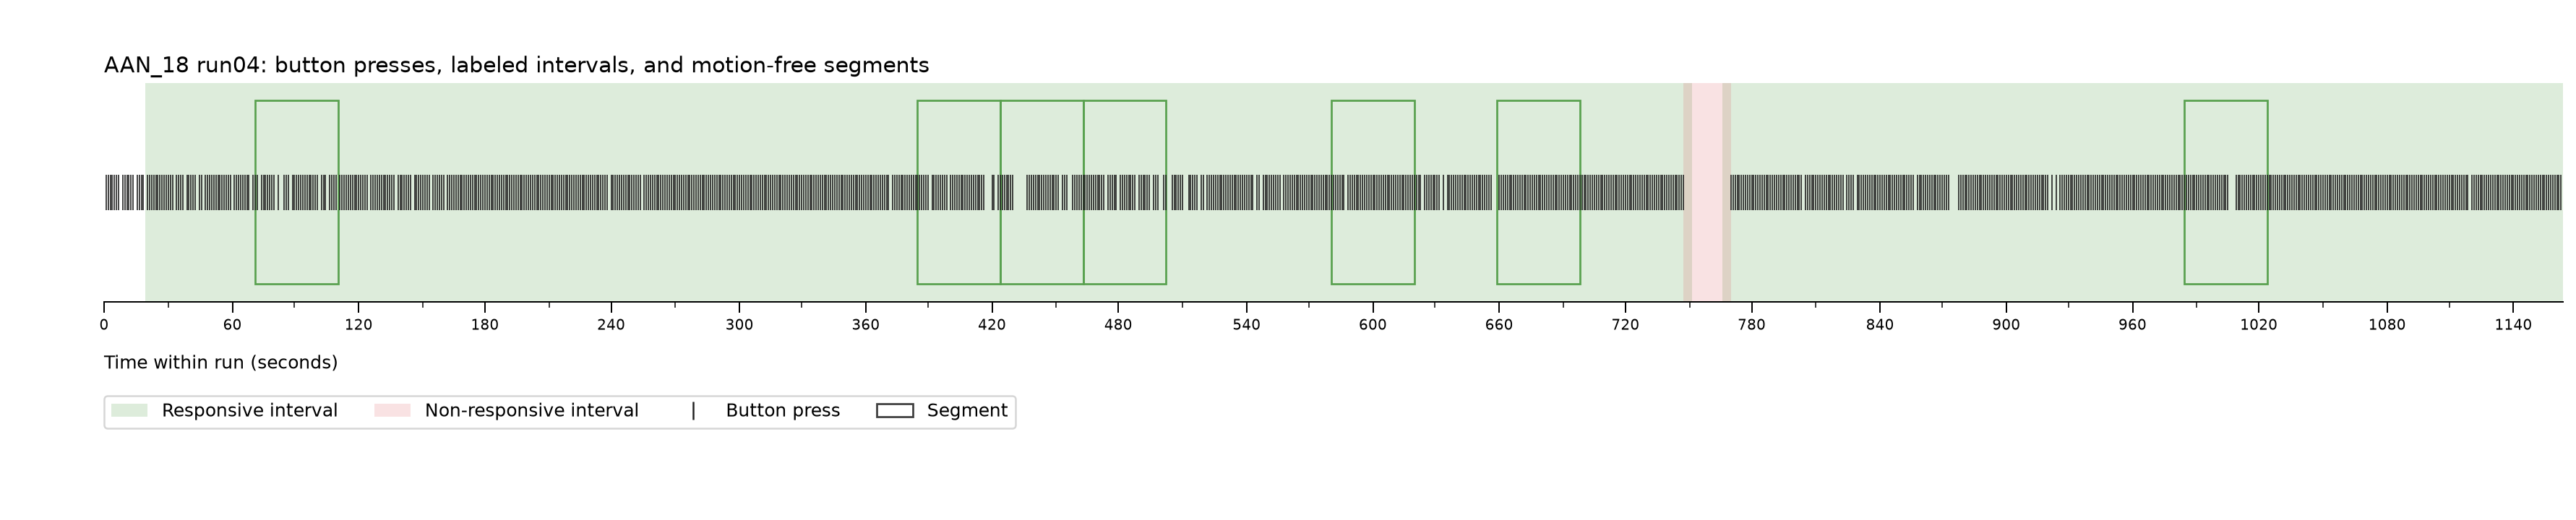 AAN_18 run04: button presses, labeled intervals, and motion-free segments
0 60 120 180 240 300 360 420 480 540 600 660 720 780 840 900 960 1020 1080 1140
Time within run (seconds)
Responsive interval Non-responsive interval Button press Segment